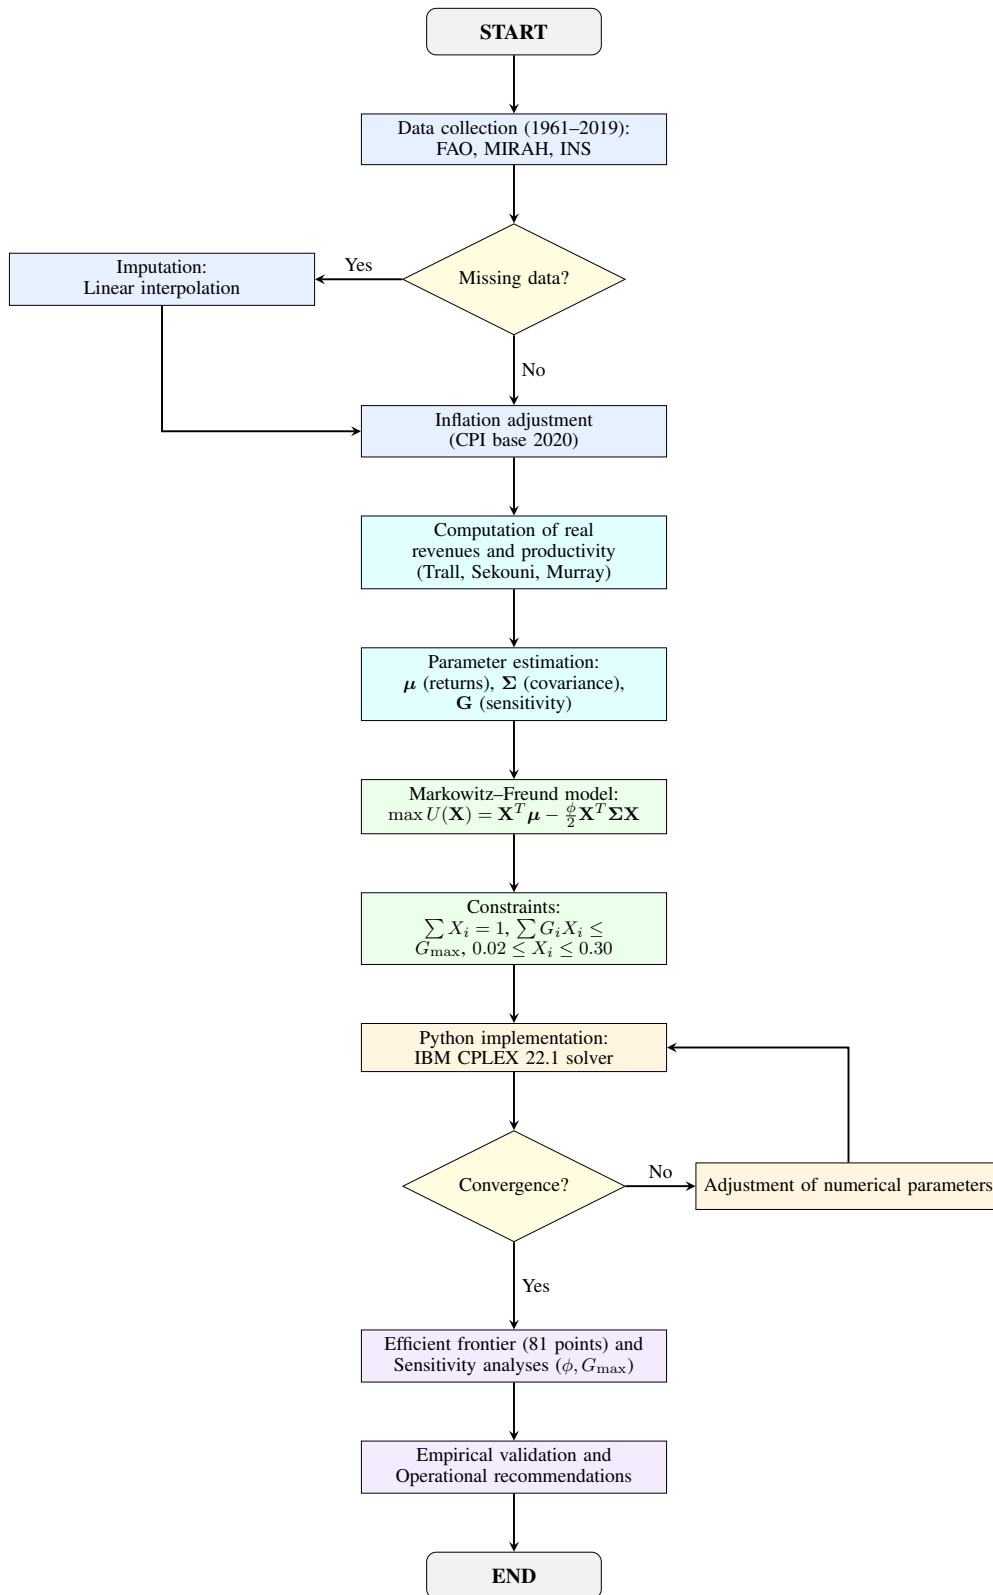 START
Data collection (1961–2019):
FAO, MIRAH, INS
Missing data?
Yes
Imputation:
Linear interpolation
No
Inflation adjustment
(CPI base 2020)
Computation of real
revenues and productivity
(Trall, Sekouni, Murray)
Parameter estimation:
μ (returns), Σ (covariance),
G (sensitivity)
Markowitz–Freund model:
max U(X) = X^T μ − \frac{ϕ}{2} X^T ΣX
Constraints:
∑ X_i = 1, ∑ G_i X_i ≤
G_max, 0.02 ≤ X_i ≤ 0.30
Python implementation:
IBM CPLEX 22.1 solver
Convergence?
No
Adjustment of numerical parameters
Yes
Efficient frontier (81 points) and
Sensitivity analyses (ϕ, G_max)
Empirical validation and
Operational recommendations
END